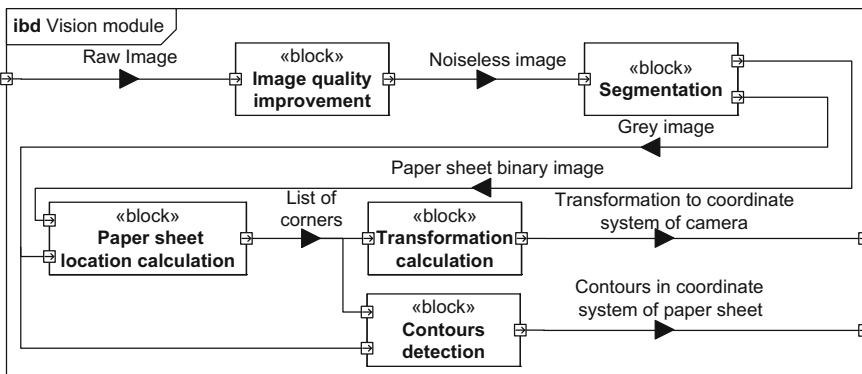 ibd Vision module
Raw Image
«block»
Image quality
improvement
Noiseless image
«block»
Segmentation
Grey image
Paper sheet binary image
«block»
Paper sheet
location calculation
List of
corners
«block»
Transformation
calculation
Transformation to coordinate
system of camera
«block»
Contours
detection
Contours in coordinate
system of paper sheet